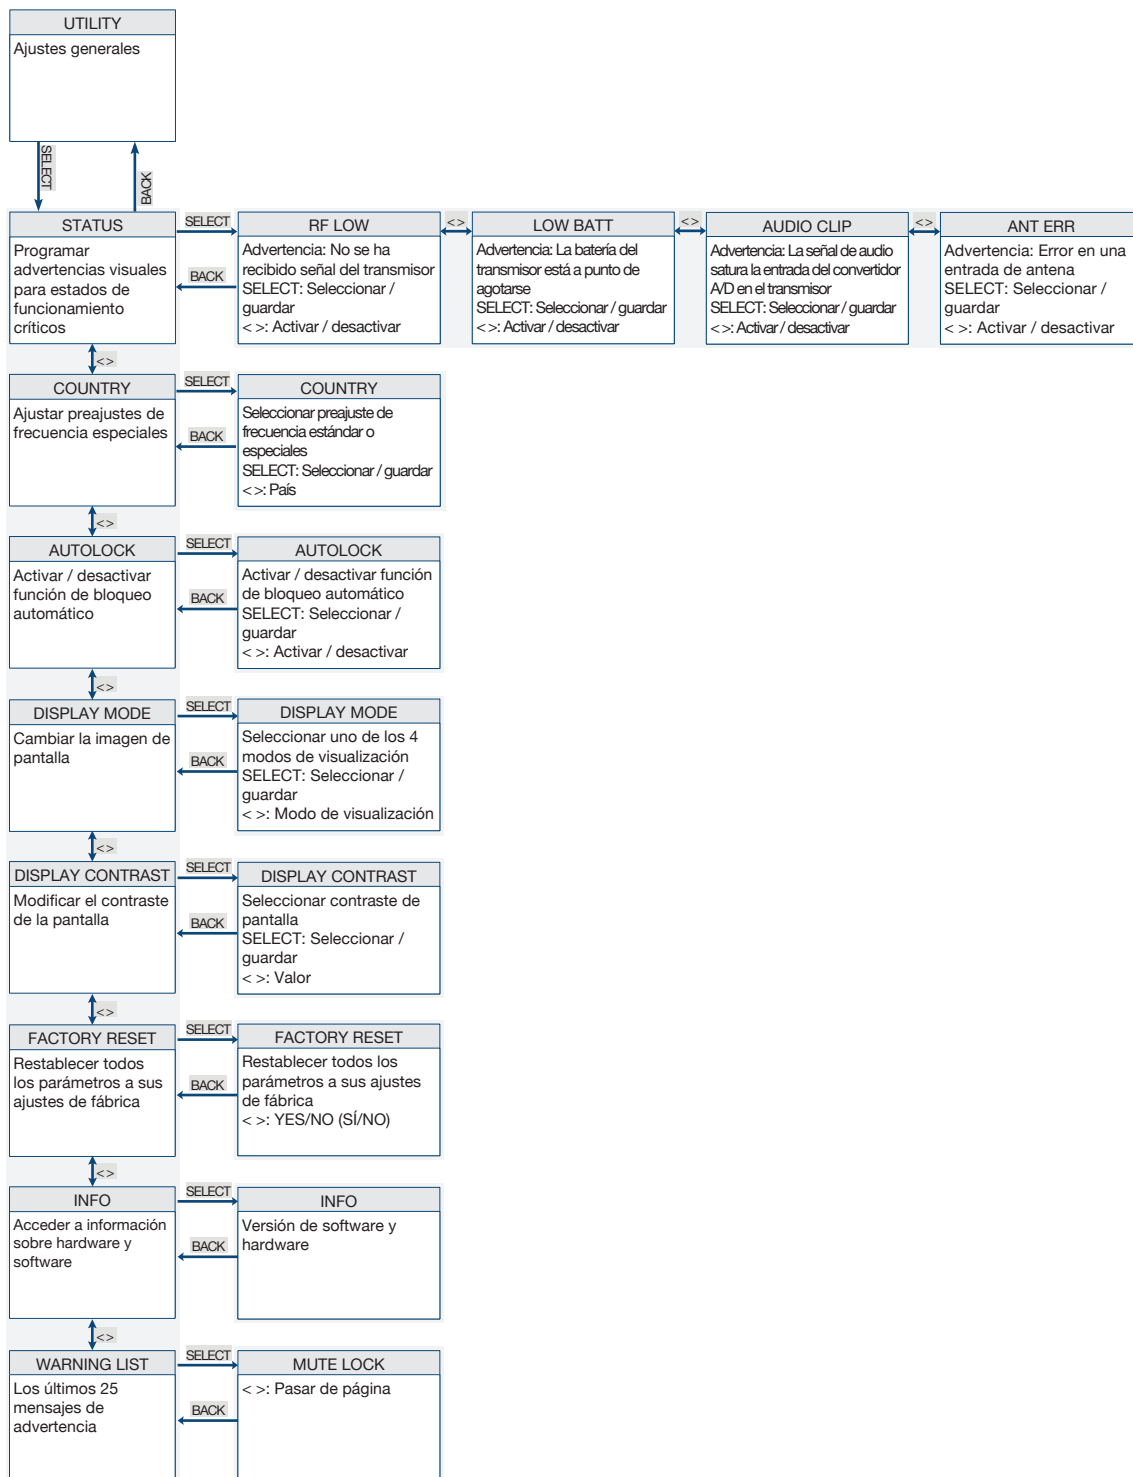 UTILITY
Ajustes generales
SELECT
BACK
STATUS
Programar
advertencias visuales
para estados de
funcionamiento
críticos
SELECT
BACK
RF LOW
Advertencia: No se ha
recibido señal del transmisor
SELECT: Seleccionar /
guardar
< >: Activar / desactivar
< >
LOW BATT
Advertencia: La batería del
transmisor está a punto de
agotarse
SELECT: Seleccionar / guardar
< >: Activar / desactivar
< >
AUDIO CLIP
Advertencia: La señal de audio
satura la entrada del convertidor
A/D en el transmisor
SELECT: Seleccionar / guardar
< >: Activar / desactivar
< >
ANT ERR
Advertencia: Error en una
entrada de antena
SELECT: Seleccionar /
guardar
< >: Activar / desactivar
< >
COUNTRY
Ajustar preajustes de
frecuencia especiales
SELECT
BACK
COUNTRY
Seleccionar preajuste de
frecuencia estándar o
especiales
SELECT: Seleccionar / guardar
< >: País
< >
AUTOLOCK
Activar / desactivar
función de bloqueo
automático
SELECT
BACK
AUTOLOCK
Activar / desactivar función
de bloqueo automático
SELECT: Seleccionar /
guardar
< >: Activar / desactivar
< >
DISPLAY MODE
Cambiar la imagen de
pantalla
SELECT
BACK
DISPLAY MODE
Seleccionar uno de los 4
modos de visualización
SELECT: Seleccionar /
guardar
< >: Modo de visualización
< >
DISPLAY CONTRAST
Modificar el contraste
de la pantalla
SELECT
BACK
DISPLAY CONTRAST
Seleccionar contraste de
pantalla
SELECT: Seleccionar /
guardar
< >: Valor
< >
FACTORY RESET
Restablecer todos
los parámetros a sus
ajustes de fábrica
SELECT
BACK
FACTORY RESET
Restablecer todos los
parámetros a sus ajustes
de fábrica
< >: YES/NO (SÍ/NO)
< >
INFO
Acceder a información
sobre hardware y
software
SELECT
BACK
INFO
Versión de software y
hardware
< >
WARNING LIST
Los últimos 25
mensajes de
advertencia
SELECT
BACK
MUTE LOCK
< >: Pasar de página